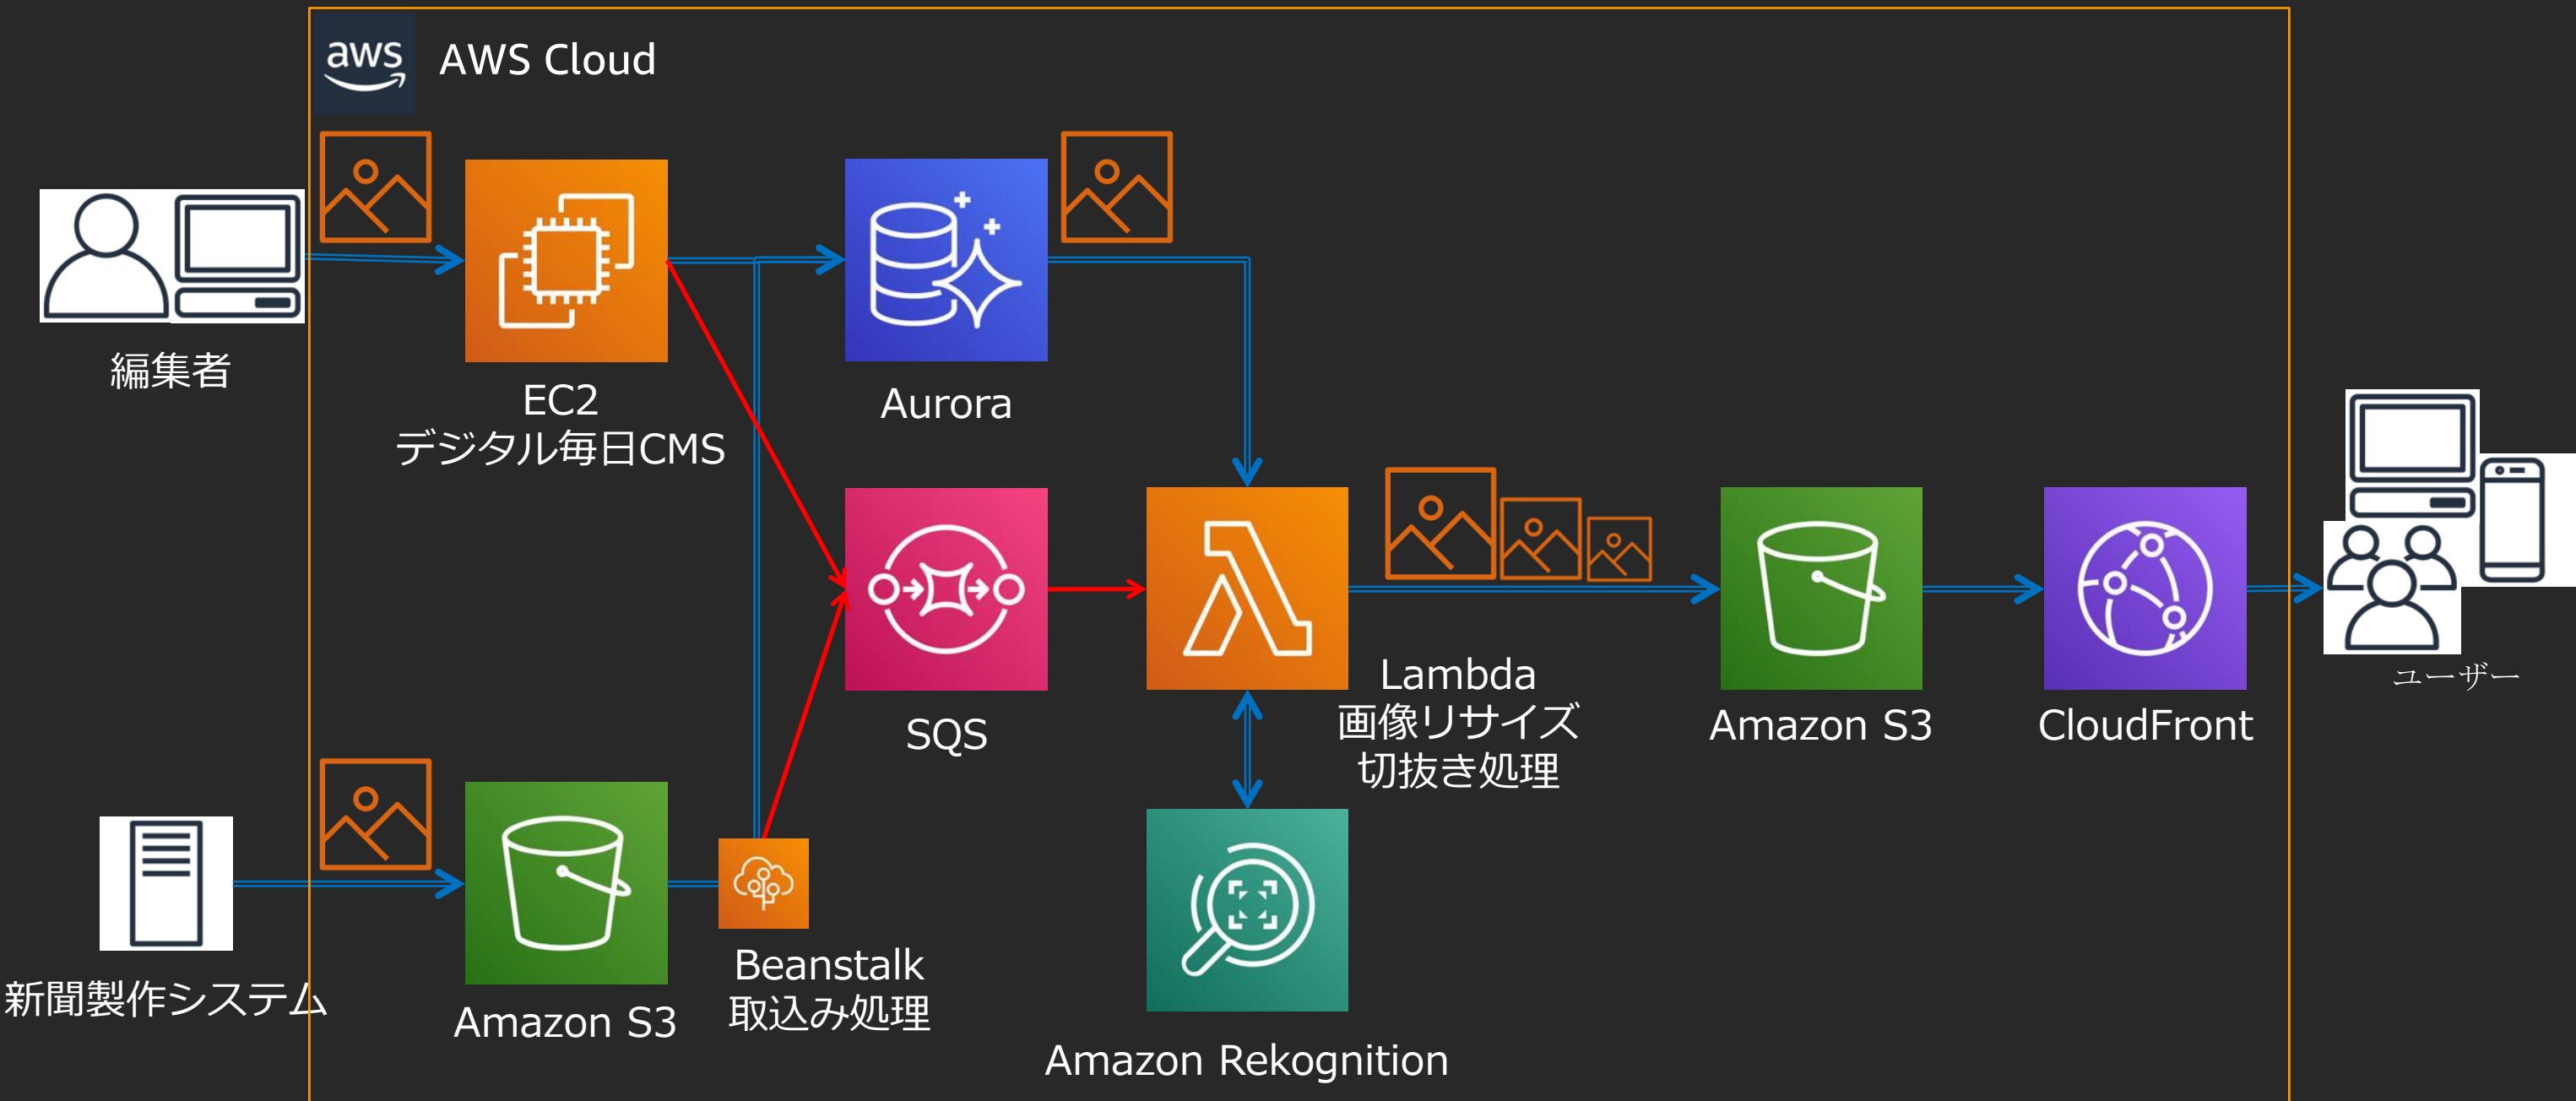 aws
AWS Cloud
編集者
EC2
デジタル毎日CMS
Aurora
SQS
Lambda
画像リサイズ
切抜き処理
Amazon S3
CloudFront
ユーザー
新聞製作システム
Amazon S3
Beanstalk
取込み処理
Amazon Rekognition